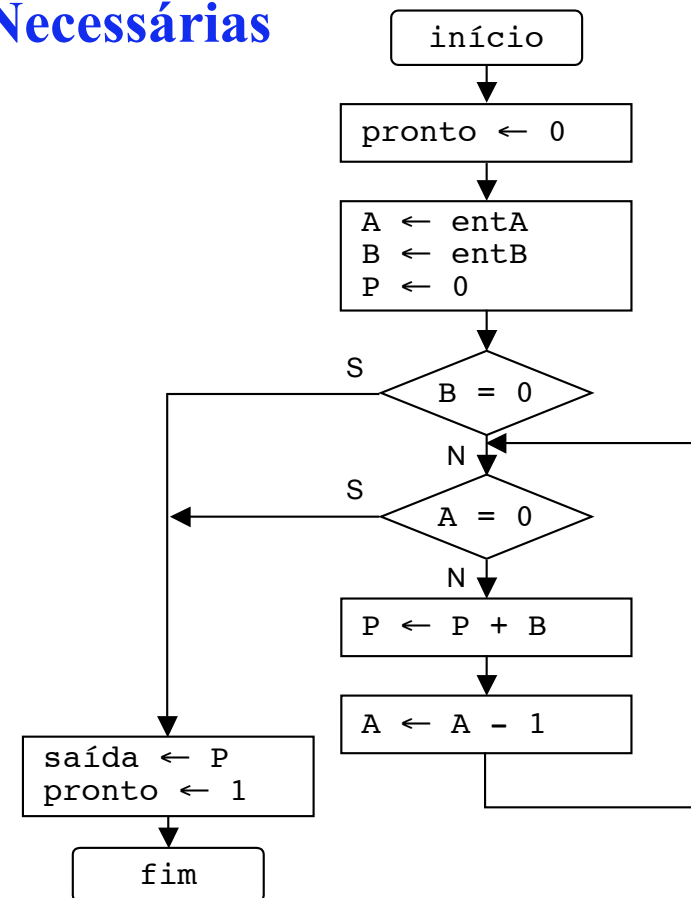 Necessárias
início
pronto ← 0
A ← entA
B ← entB
P ← 0
S
B = 0
N
S
A = 0
N
P ← P + B
A ← A - 1
saída ← P
pronto ← 1
fim